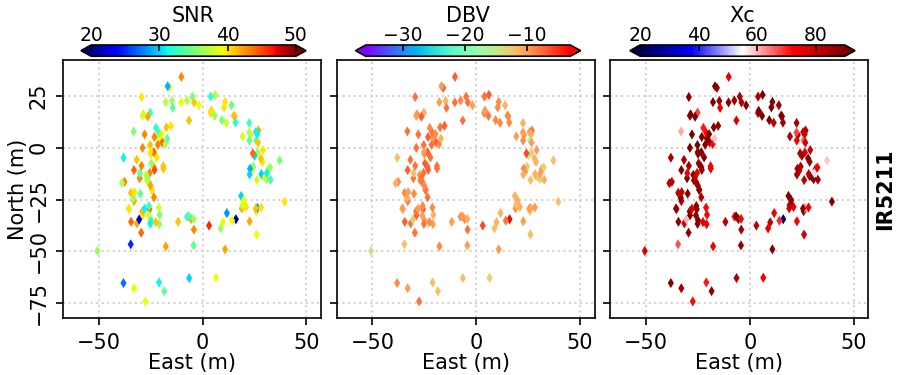 SNR DBV Xc
20 30 40 50 −30 −20 −10 20 40 60 80
North (m)
25
0
−25
−50
−75
−50 0 50 −50 0 50 −50 0 50
East (m) East (m) East (m)
IR5211